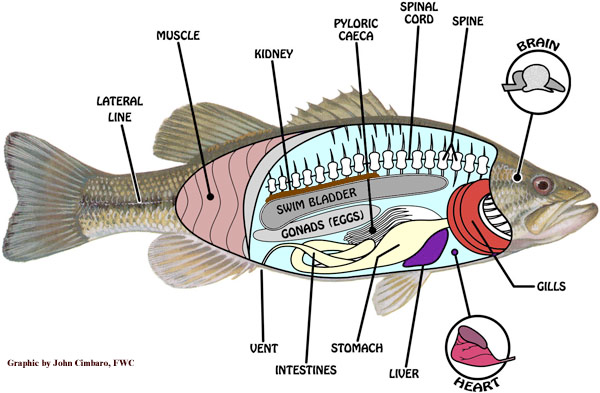 SPINAL
CORD
PYLORIC
CAECA
SPINE
MUSCLE
KIDNEY
BRAIN
LATERAL
LINE
SWIM BLADDER
GONADS (EGGS)
GILLS
VENT
STOMACH
INTESTINES
LIVER
HEART
Graphic by John Cimbaro, FWC